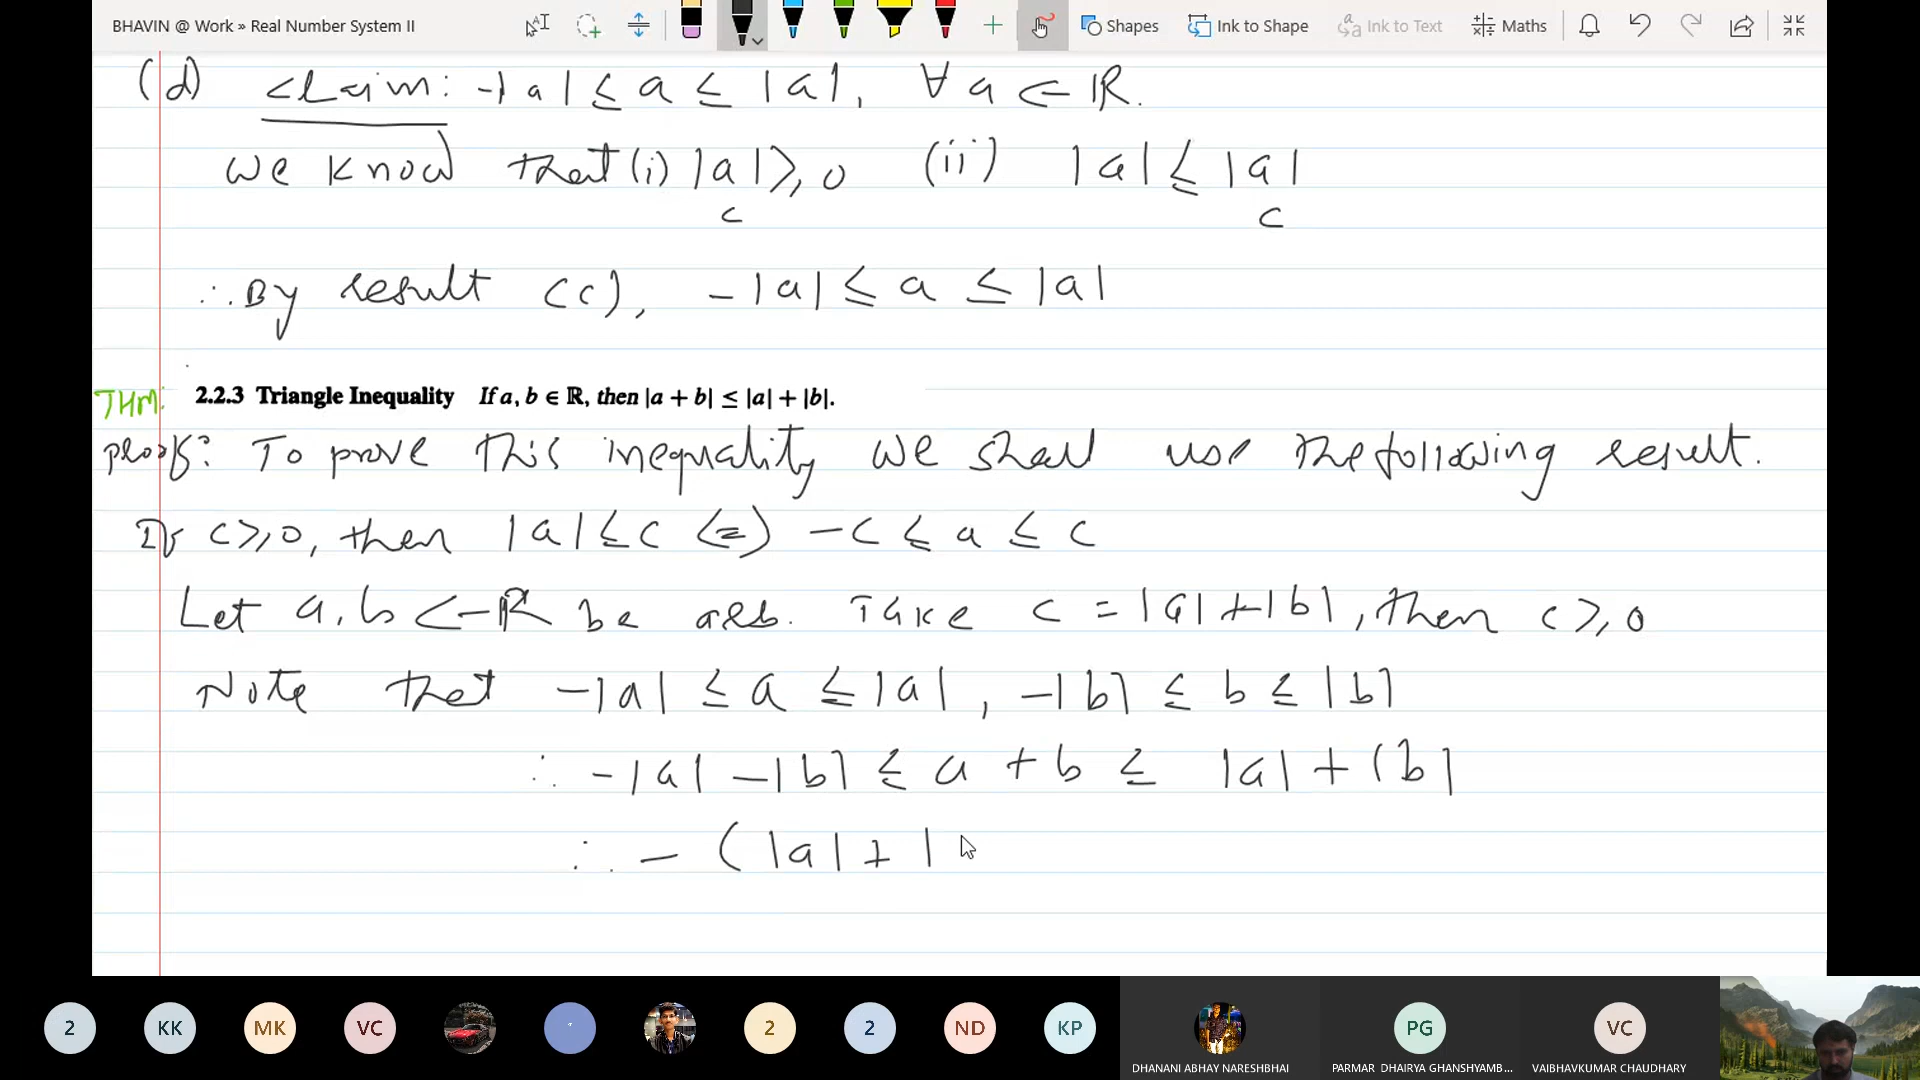 BHAVIN @ Work » Real Number System II
Shapes Ink to Shape Ink to Text Maths
(d) claim: -|a| ≤ a ≤ |a|, ∀ a ∈ ℝ.
we know that (i) |a| ≥ 0 (ii) |a| ≤ |a|
c c
∴ By result (c), -|a| ≤ a ≤ |a|
THM: 2.2.3 Triangle Inequality If a, b ∈ ℝ, then |a + b| ≤ |a| + |b|.
proof: To prove this inequality we shall use the following result.
If c ≥ 0, then |a| ≤ c <=> -c ≤ a ≤ c
Let a, b ∈ ℝ be arb. Take c = |a| + |b|, then c ≥ 0
Note that -|a| ≤ a ≤ |a|, -|b| ≤ b ≤ |b|
∴ -|a| -|b| ≤ a + b ≤ |a| + |b|
∴ - (|a| + |
2 KK MK VC 2 2 ND KP PG VC
DHANANI ABHAY NARESHBHAI PARMAR DHAIRYA GHANSHYAMB... VAIBHAVKUMAR CHAUDHARY